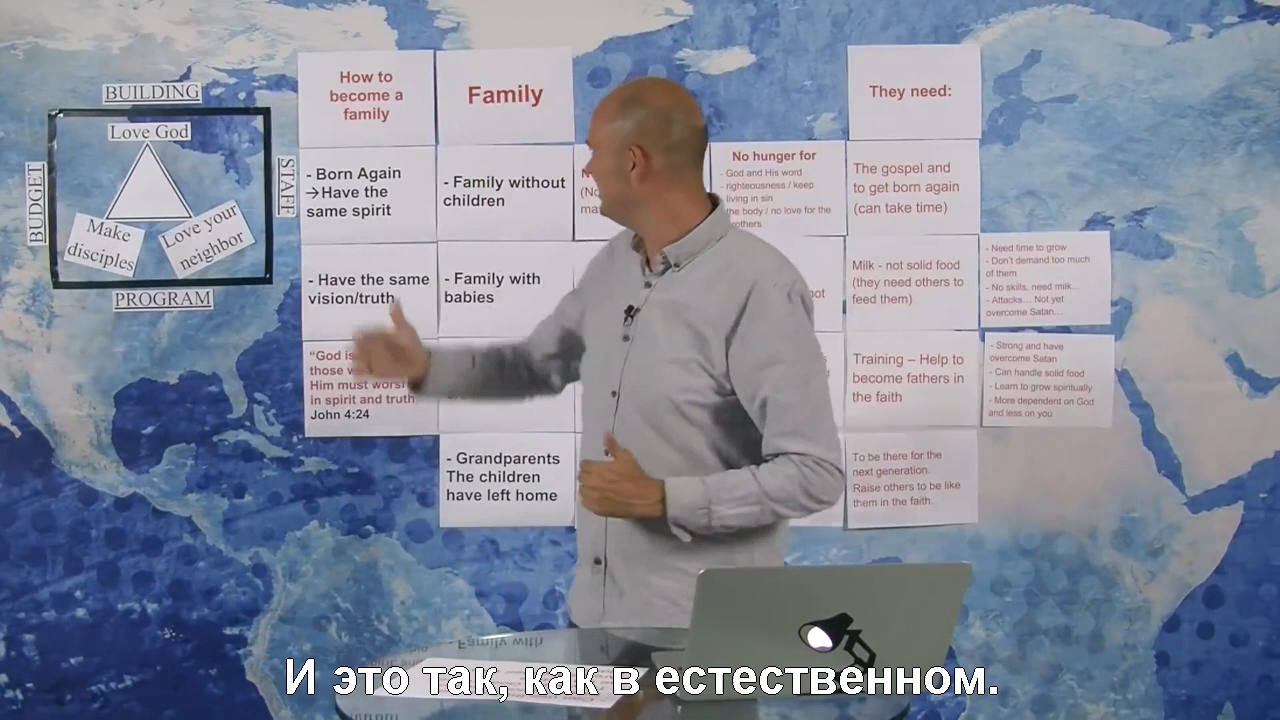 BUILDING
Love God
BUDGET
STAFF
Make
disciples
Love your
neighbor
PROGRAM
How to
become a
family
Family
They need:
- Born Again
→Have the
same spirit
- Family without
children
No hunger for
- God and His word
- righteousness / keep
living in sin
the body / no love for the
The gospel and
to get born again
(can take time)
- Have the same
vision/truth
- Family with
babies
Milk - not solid food
(they need others to
feed them)
- Need time to grow
- Don't demand too much
of them
- No skills, need milk...
- Attacks... Not yet
overcome Satan...
"God is
those
Him must
in spirit and truth
John 4:24
Training – Help to
become fathers in
the faith
- Strong and have
overcome Satan
- Can handle solid food
- Learn to grow spiritually
- More dependent on God
and less on you
- Grandparents
The children
have left home
To be there for the
next generation.
Raise others to be like
them in the faith.
- Family with
И это так, как в естественном.